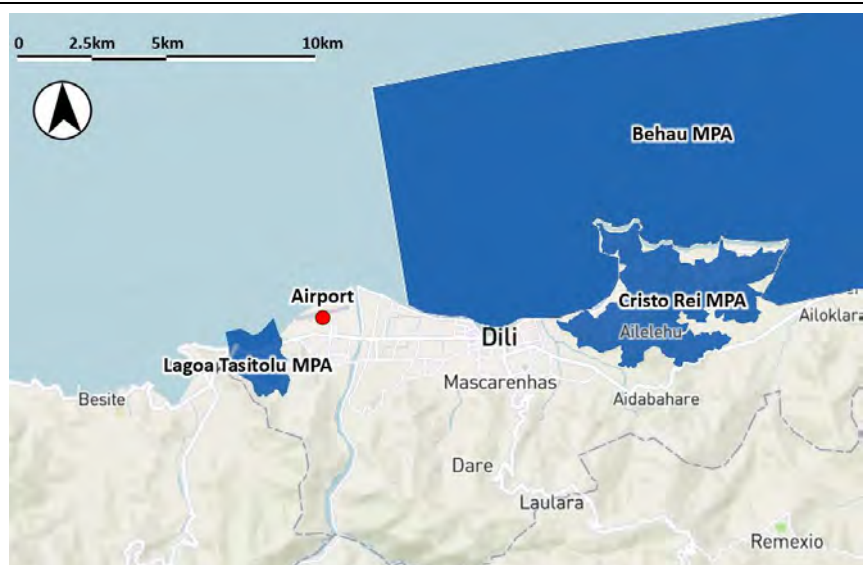 0 2.5km 5km 10km
Behau MPA
Airport
Cristo Rei MPA
Ailoklar
Dili
Ailelehu
Lagoa Tasitolu MPA
Mascarenhas
Besite
Aidabahare
Dare
Laulara
Remexio